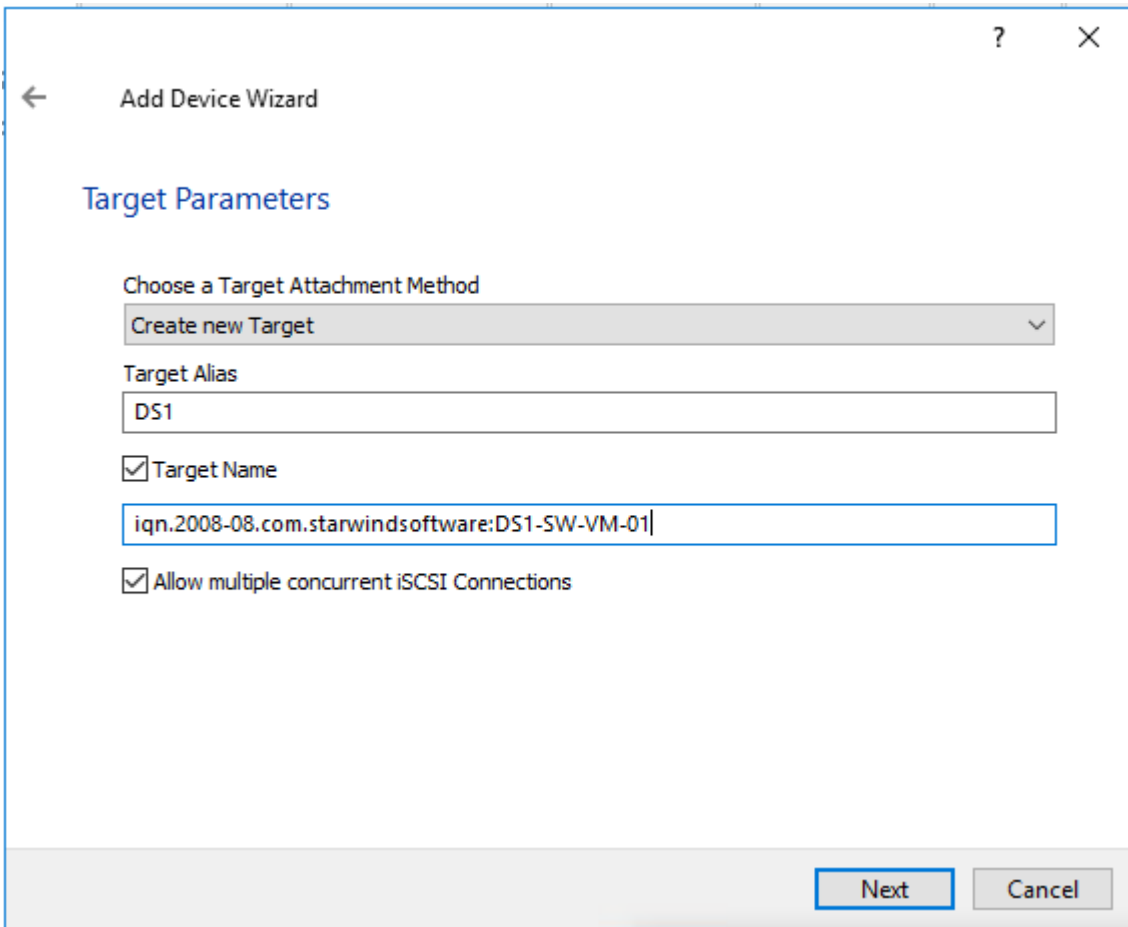 ?
Add Device Wizard
Target Parameters
Choose a Target Attachment Method
Create new Target
Target Alias
DS1
Target Name
iqn.2008-08.com.starwindsoftware:DS1-SW-VM-01
Allow multiple concurrent iSCSI Connections
Next Cancel